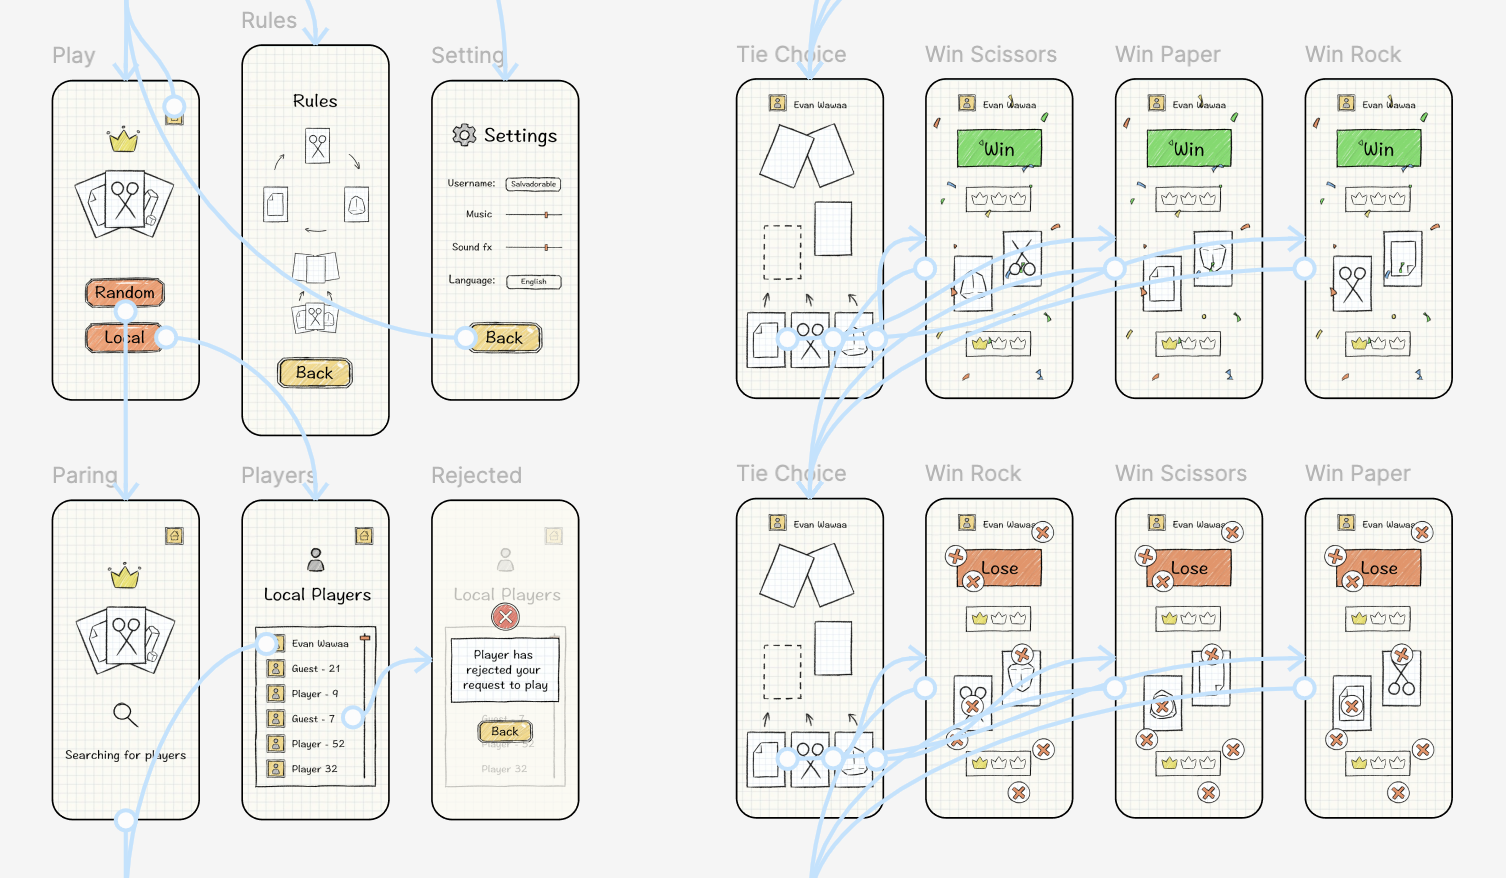 Play
Random
Local
Rules
Rules
Back
Setting
Settings
Username: Salvadorable
Music
Sound fx
Language: English
Back
Tie Choice
Evan Wawaa
Win Scissors
Evan Wawaa
Win
Win Paper
Evan Wawaa
Win
Win Rock
Evan Wawaa
Win
Paring
Searching for players
Players
Local Players
Evan Wawaa
Guest - 21
Player - 9
Guest - 7
Player - 52
Player 32
Rejected
Local Players
Player has
rejected your
request to play
Guest - 7
Back
Player - 52
Player 32
Tie Choice
Evan Wawaa
Win Rock
Evan Wawaa
Lose
Win Scissors
Evan Wawaa
Lose
Win Paper
Evan Wawaa
Lose